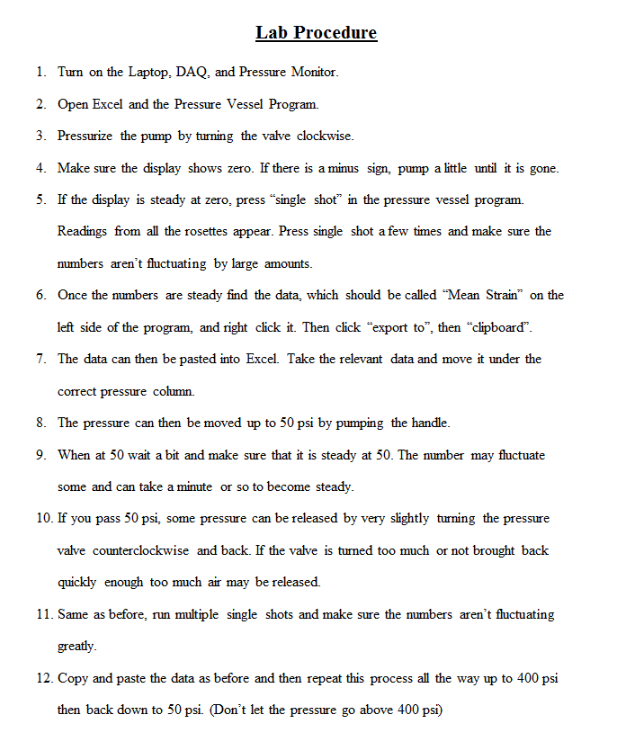 Lab Procedure
1. Turn on the Laptop, DAQ, and Pressure Monitor.
2. Open Excel and the Pressure Vessel Program.
3. Pressurize the pump by turning the valve clockwise.
4. Make sure the display shows zero. If there is a minus sign, pump a little until it is gone.
5. If the display is steady at zero, press “single shot” in the pressure vessel program.
Readings from all the rosettes appear. Press single shot a few times and make sure the
numbers aren’t fluctuating by large amounts.
6. Once the numbers are steady find the data, which should be called “Mean Strain” on the
left side of the program, and right click it. Then click “export to”, then “clipboard”.
7. The data can then be pasted into Excel. Take the relevant data and move it under the
correct pressure column.
8. The pressure can then be moved up to 50 psi by pumping the handle.
9. When at 50 wait a bit and make sure that it is steady at 50. The number may fluctuate
some and can take a minute or so to become steady.
10. If you pass 50 psi, some pressure can be released by very slightly turning the pressure
valve counterclockwise and back. If the valve is turned too much or not brought back
quickly enough too much air may be released.
11. Same as before, run multiple single shots and make sure the numbers aren’t fluctuating
greatly.
12. Copy and paste the data as before and then repeat this process all the way up to 400 psi
then back down to 50 psi. (Don’t let the pressure go above 400 psi)